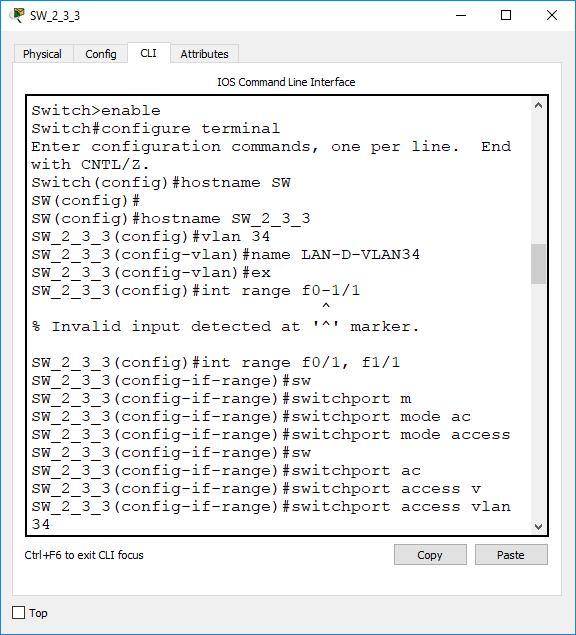 SW_2_3_3
Physical Config CLI Attributes
IOS Command Line Interface
Switch>enable
Switch#configure terminal
Enter configuration commands, one per line.  End
with CNTL/Z.
Switch(config)#hostname SW
SW(config)#
SW(config)#hostname SW_2_3_3
SW_2_3_3(config)#vlan 34
SW_2_3_3(config-vlan)#name LAN-D-VLAN34
SW_2_3_3(config-vlan)#ex
SW_2_3_3(config)#int range f0-1/1
                             ^
% Invalid input detected at '^' marker.
SW_2_3_3(config)#int range f0/1, f1/1
SW_2_3_3(config-if-range)#sw
SW_2_3_3(config-if-range)#switchport m
SW_2_3_3(config-if-range)#switchport mode ac
SW_2_3_3(config-if-range)#switchport mode access
SW_2_3_3(config-if-range)#sw
SW_2_3_3(config-if-range)#switchport ac
SW_2_3_3(config-if-range)#switchport access v
SW_2_3_3(config-if-range)#switchport access vlan
34
Ctrl+F6 to exit CLI focus
Copy Paste
Top